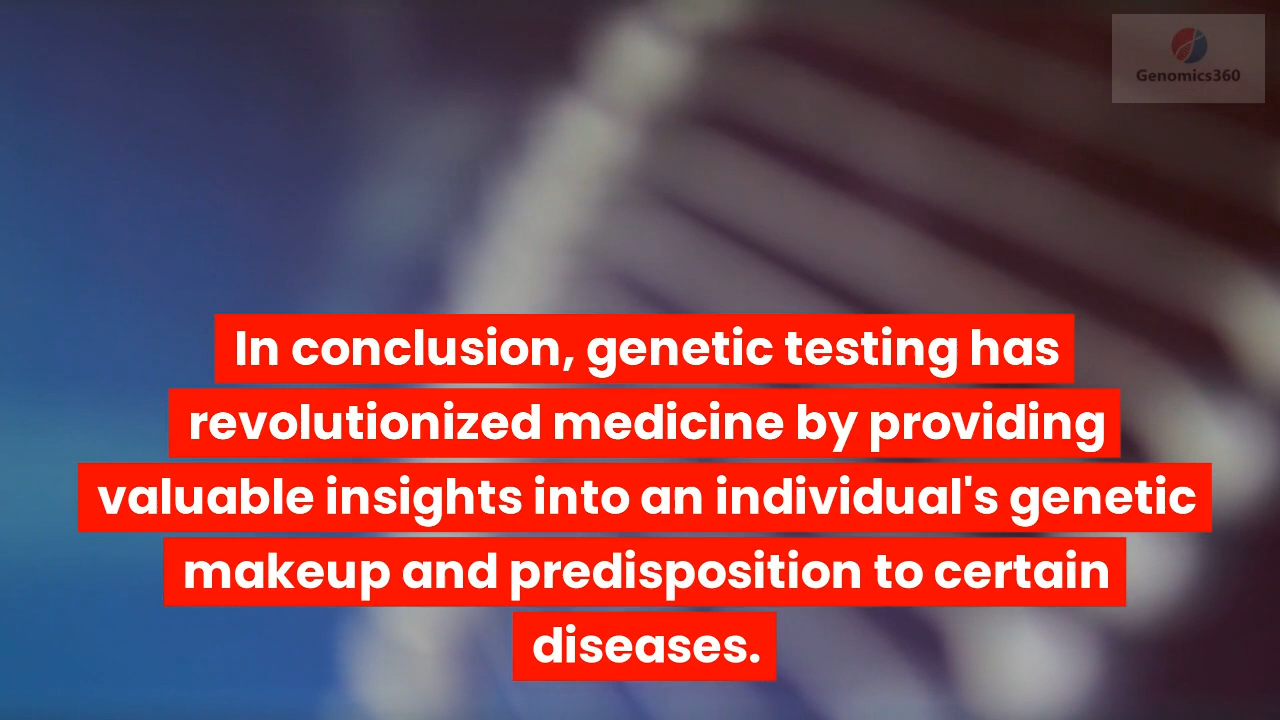 Genomics360
In conclusion, genetic testing has
revolutionized medicine by providing
valuable insights into an individual's genetic
makeup and predisposition to certain
diseases.